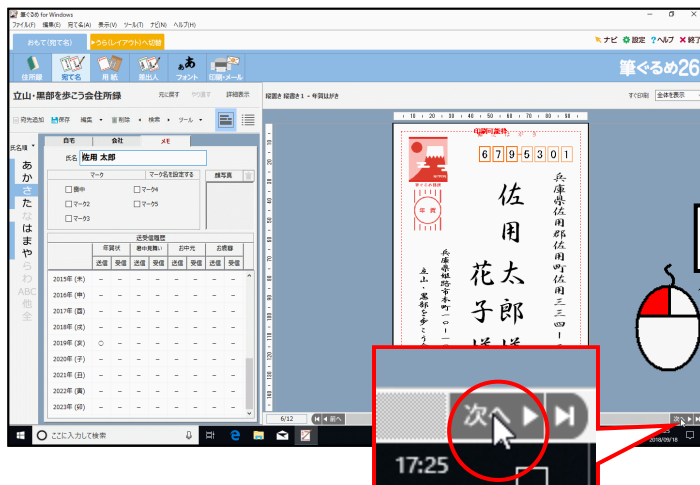 筆ぐるめ for Windows
ファイル(F) 編集(E) 宛て名(A) 表示(V) ツール(T) ナビ(N) ヘルプ(H)
おもて(宛て名) ▶うら(レイアウト)へ切替
ナビ 設定 ?ヘルプ ×終了
住所録 宛て名 用紙 差出人 フォント 印刷・メール
筆ぐるめ26
立山・黒部を歩こう会住所録 元に戻す やり直す 詳細表示
縦書き 縦書き1 - 年賀はがき
すぐ印刷 全体を表示
宛先追加 保存 編集 削除 検索
氏名順
自宅 会社 メモ
氏名 佐用 太郎
マーク マーク名を設定する 顔写真
喪中 マーク4
マーク2 マーク5
マーク3
送受信履歴
年賀状 暑中見舞い お中元 お歳暮
送信 受信 送信 受信 送信 受信 送信 受信
2015年 (未) - - - - - - - -
2016年 (申) - - - - - - - -
2017年 (酉) - - - - - - - -
2018年 (戌) - - - - - - - -
2019年 (亥) ○ - - - - - - -
2020年 (子) - - - - - - - -
2021年 (丑) - - - - - - - -
2022年 (寅) - - - - - - - -
2023年 (卯) - - - - - - - -
あ
か
さ
た
な
は
ま
や
ら
わ
ABC
他
全
印刷可能枠
679-5301
年賀
兵庫県佐用郡佐用町佐用三三四一
佐用太郎様
花子様
兵庫県姫路市本町一〇一
立山・黒部を歩こう
6/12 前へ
次へ
ここに入力して検索
2018/09/18
次へ
17:25